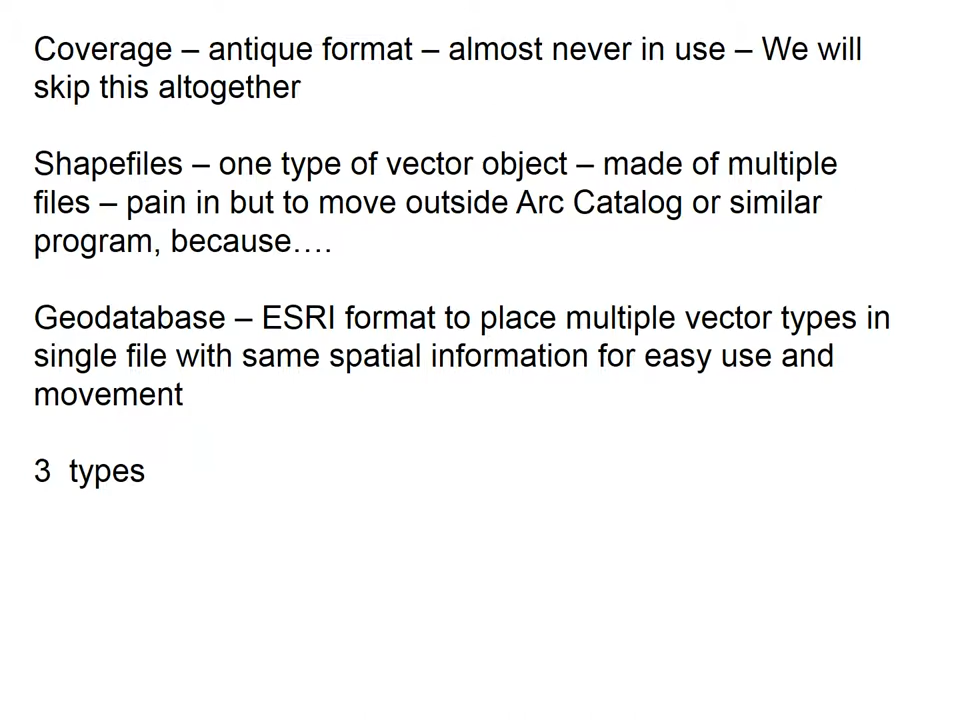 Coverage – antique format – almost never in use – We will
skip this altogether
Shapefiles – one type of vector object – made of multiple
files – pain in but to move outside Arc Catalog or similar
program, because….
Geodatabase – ESRI format to place multiple vector types in
single file with same spatial information for easy use and
movement
3  types